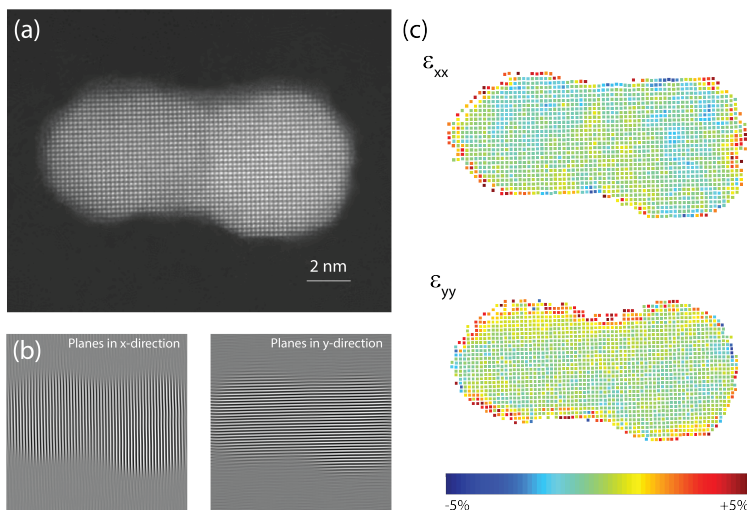 (a)
2 nm
(b)
Planes in x-direction
Planes in y-direction
(c)
εxx
εyy
-5%
+5%